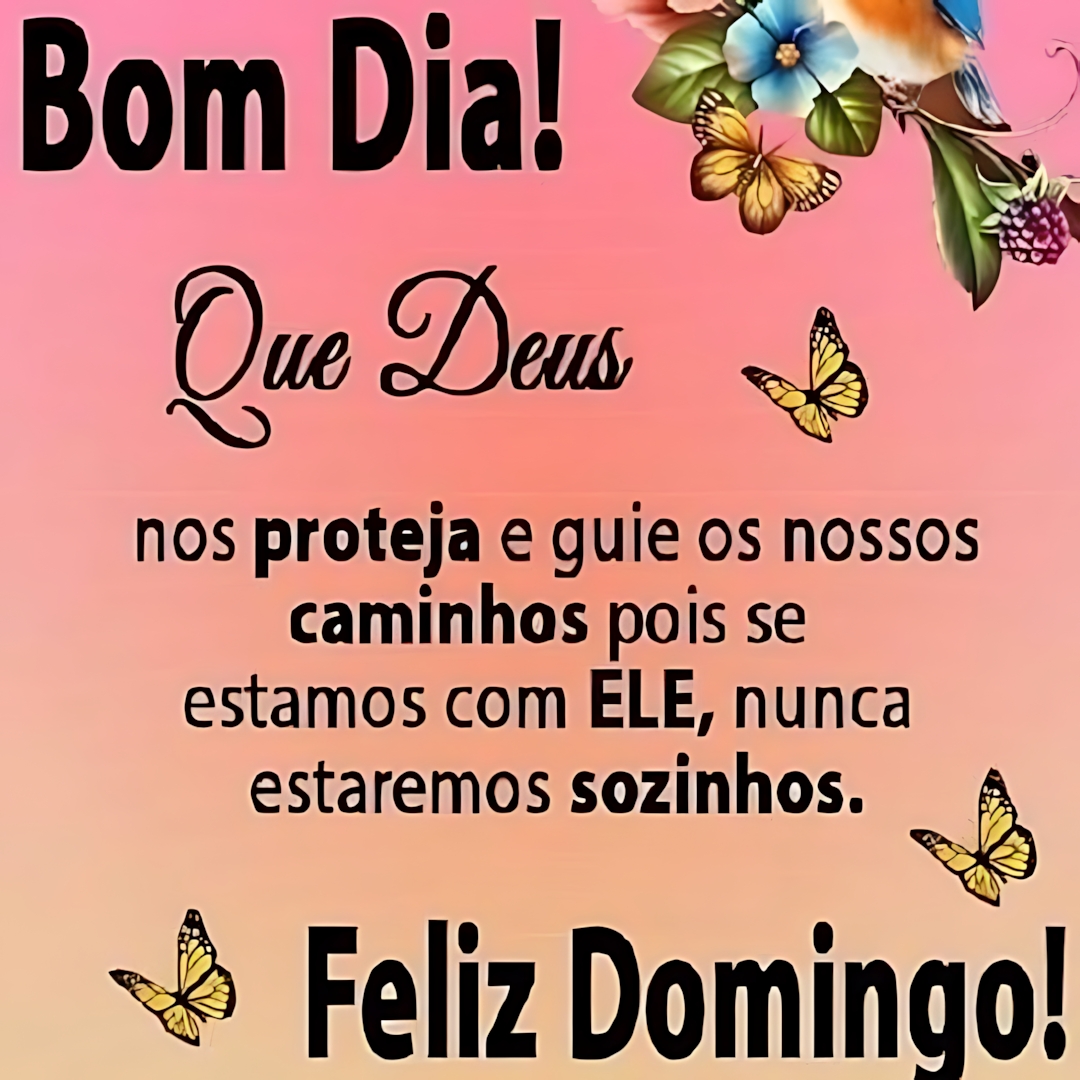 Bom Dia!
Que Deus
nos proteja e guie os nossos
caminhos pois se
estamos com ELE, nunca
estaremos sozinhos.
Feliz Domingo!